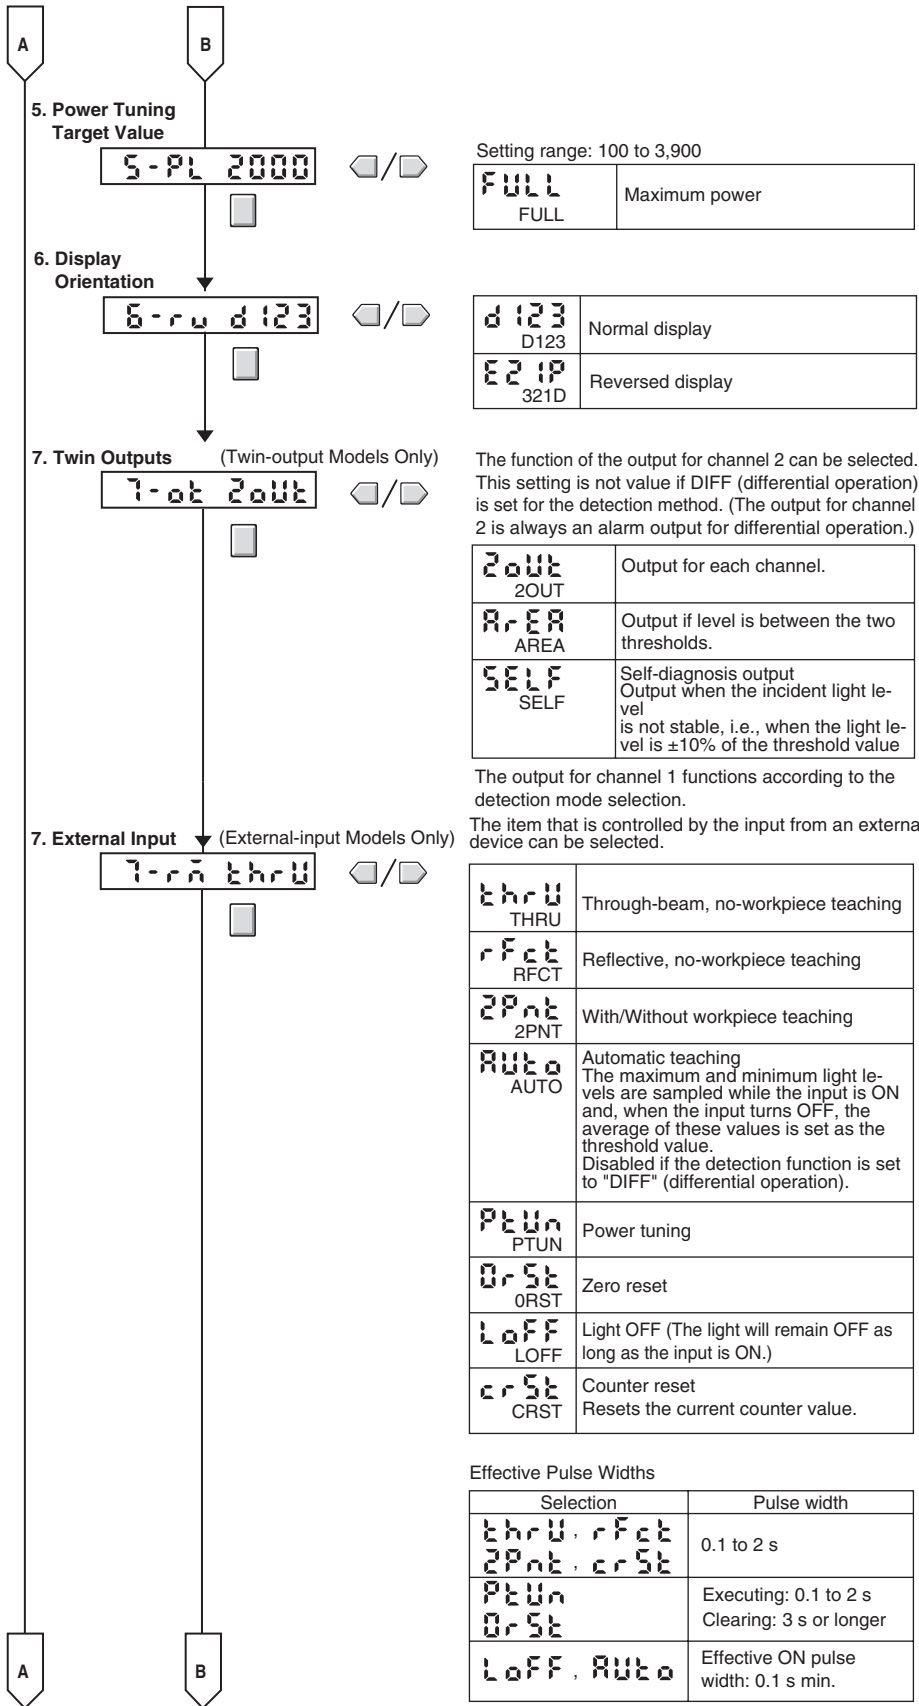 A
B
5. Power Tuning
Target Value
5-PL 2000
Setting range: 100 to 3,900
FULL
FULL
Maximum power
6. Display
Orientation
6-ru d123
d123
D123
Normal display
E21P
321D
Reversed display
7. Twin Outputs (Twin-output Models Only)
7-ot 2oUt
The function of the output for channel 2 can be selected.
This setting is not value if DIFF (differential operation)
is set for the detection method. (The output for channel
2 is always an alarm output for differential operation.)
2oUt
2OUT
Output for each channel.
ArEA
AREA
Output if level is between the two
thresholds.
SELF
SELF
Self-diagnosis output
Output when the incident light le-
vel
is not stable, i.e., when the light le-
vel is ±10% of the threshold value
The output for channel 1 functions according to the
detection mode selection.
7. External Input (External-input Models Only)
The item that is controlled by the input from an externa
device can be selected.
7-rm thrU
thrU
THRU
Through-beam, no-workpiece teaching
rFct
RFCT
Reflective, no-workpiece teaching
2Pnt
2PNT
With/Without workpiece teaching
AUto
AUTO
Automatic teaching
The maximum and minimum light le-
vels are sampled while the input is ON
and, when the input turns OFF, the
average of these values is set as the
threshold value.
Disabled if the detection function is set
to "DIFF" (differential operation).
PtUn
PTUN
Power tuning
0rSt
0RST
Zero reset
LoFF
LOFF
Light OFF (The light will remain OFF as
long as the input is ON.)
crSt
CRST
Counter reset
Resets the current counter value.
Effective Pulse Widths
Selection
Pulse width
thrU, rFct
2Pnt, crSt
0.1 to 2 s
PtUn
0rSt
Executing: 0.1 to 2 s
Clearing: 3 s or longer
LoFF, AUto
Effective ON pulse
width: 0.1 s min.
A
B